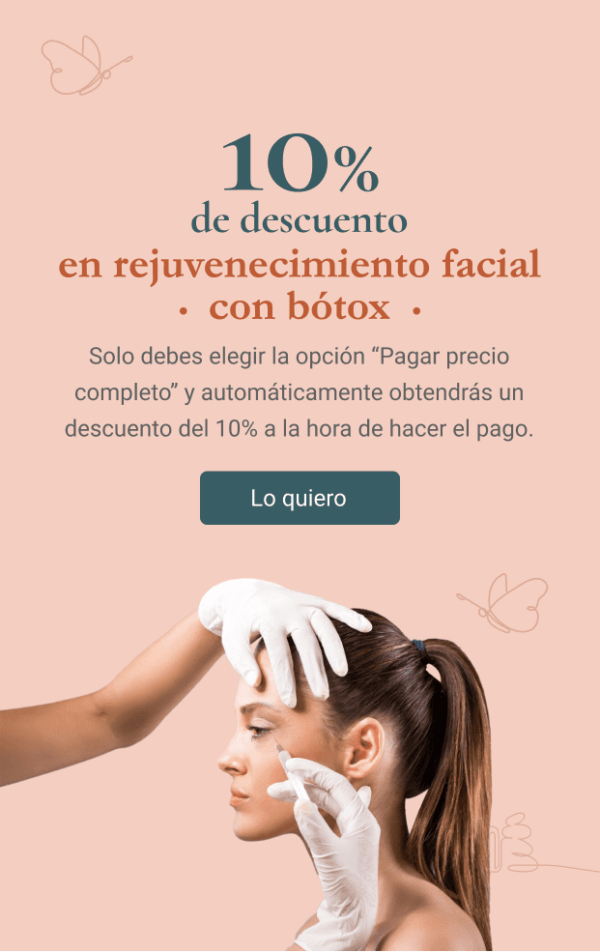 10%
de descuento
en rejuvenecimiento facial
• con bótox •
Solo debes elegir la opción “Pagar precio
completo” y automáticamente obtendrás un
descuento del 10% a la hora de hacer el pago.
Lo quiero